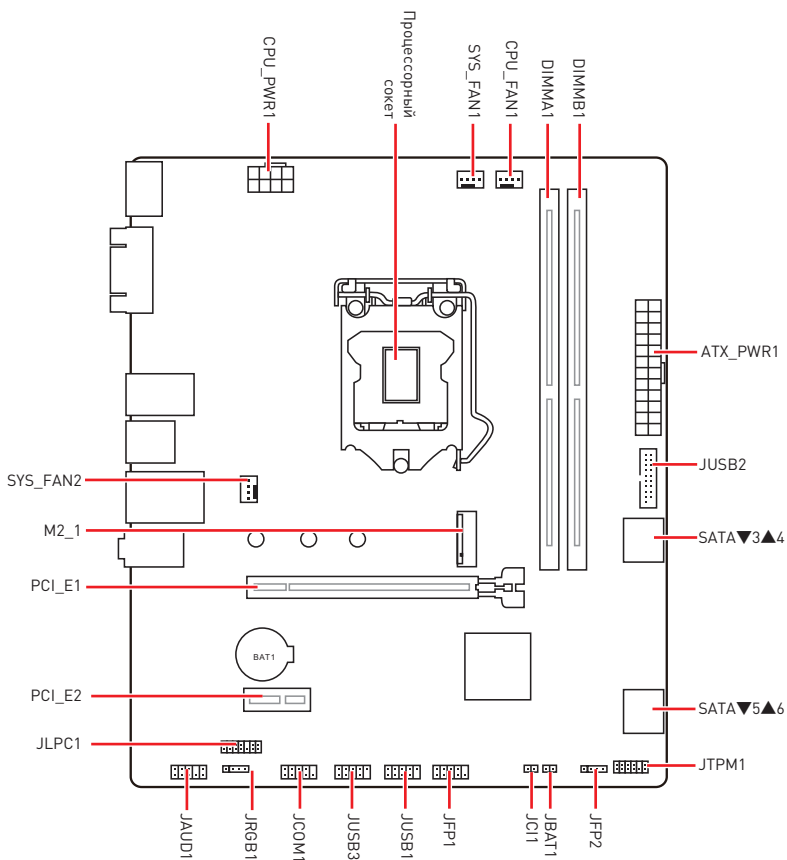 CPU_PWR1
Процессорный
сокет
SYS_FAN1
CPU_FAN1
DIMMA1
DIMMB1
ATX_PWR1
JUSB2
SYS_FAN2
M2_1
SATA▼3▲4
PCI_E1
BAT1
PCI_E2
SATA▼5▲6
JLPC1
JTPM1
JAUD1
JRGB1
JCOM1
JUSB3
JUSB1
JFP1
JCI1
JBAT1
JFP2